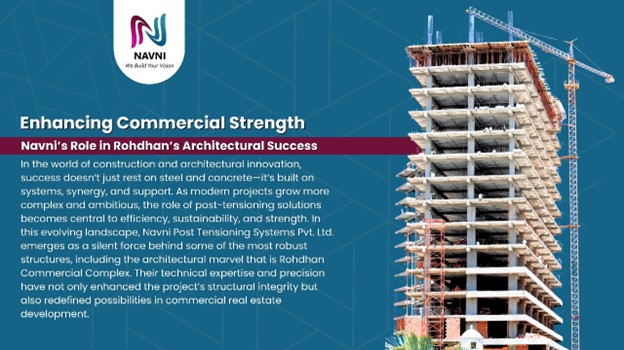 NAVNI
We Build Your Vision
Enhancing Commercial Strength
Navni's Role in Rohdhan's Architectural Success
In the world of construction and architectural innovation,
success doesn't just rest on steel and concrete—it's built on
systems, synergy, and support. As modern projects grow more
complex and ambitious, the role of post-tensioning solutions
becomes central to efficiency, sustainability, and strength. In
this evolving landscape, Navni Post Tensioning Systems Pvt. Ltd.
emerges as a silent force behind some of the most robust
structures, including the architectural marvel that is Rohdhan
Commercial Complex. Their technical expertise and precision
have not only enhanced the project's structural integrity but
also redefined possibilities in commercial real estate
development.